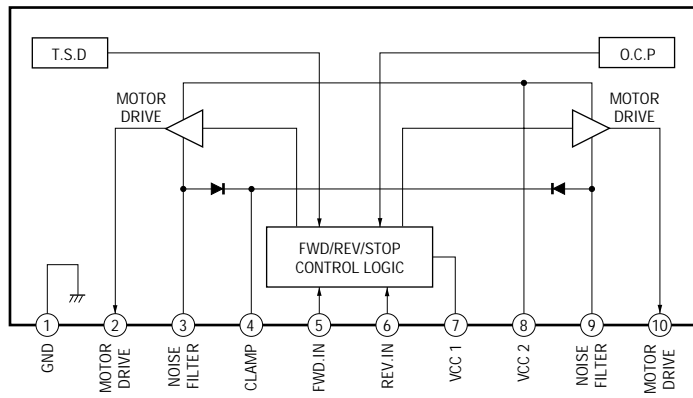 T.S.D
O.C.P
MOTOR
DRIVE
MOTOR
DRIVE
FWD/REV/STOP
CONTROL LOGIC
1
2
3
4
5
6
7
8
9
10
GND
MOTOR
DRIVE
NOISE
FILTER
CLAMP
FWD.IN
REV.IN
VCC 1
VCC 2
NOISE
FILTER
MOTOR
DRIVE